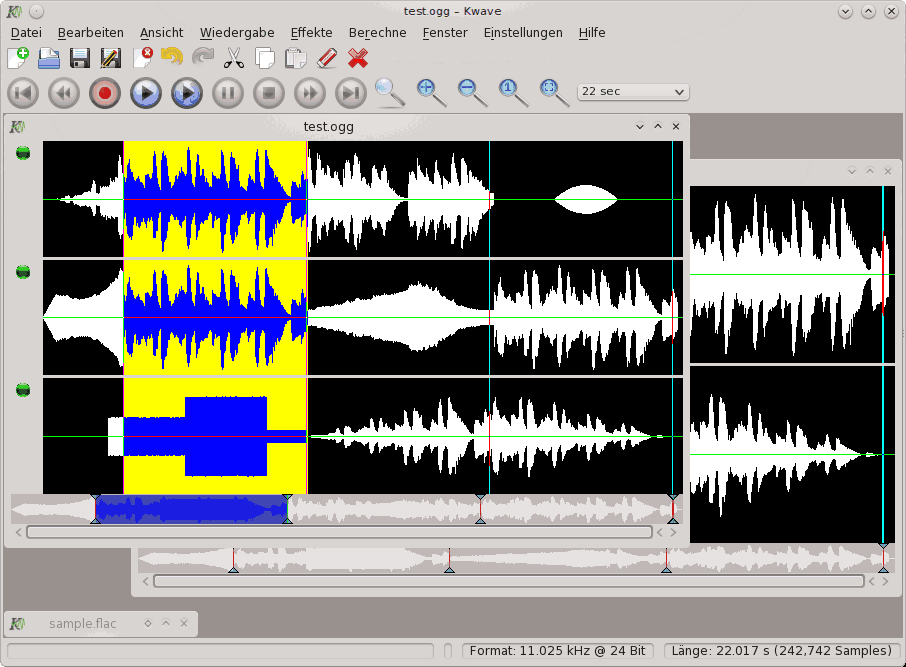 test.ogg – Kwave
Datei Bearbeiten Ansicht Wiedergabe Effekte Berechne Fenster Einstellungen Hilfe
22 sec
test.ogg
sample.flac
Format: 11.025 kHz @ 24 Bit Länge: 22.017 s (242,742 Samples)